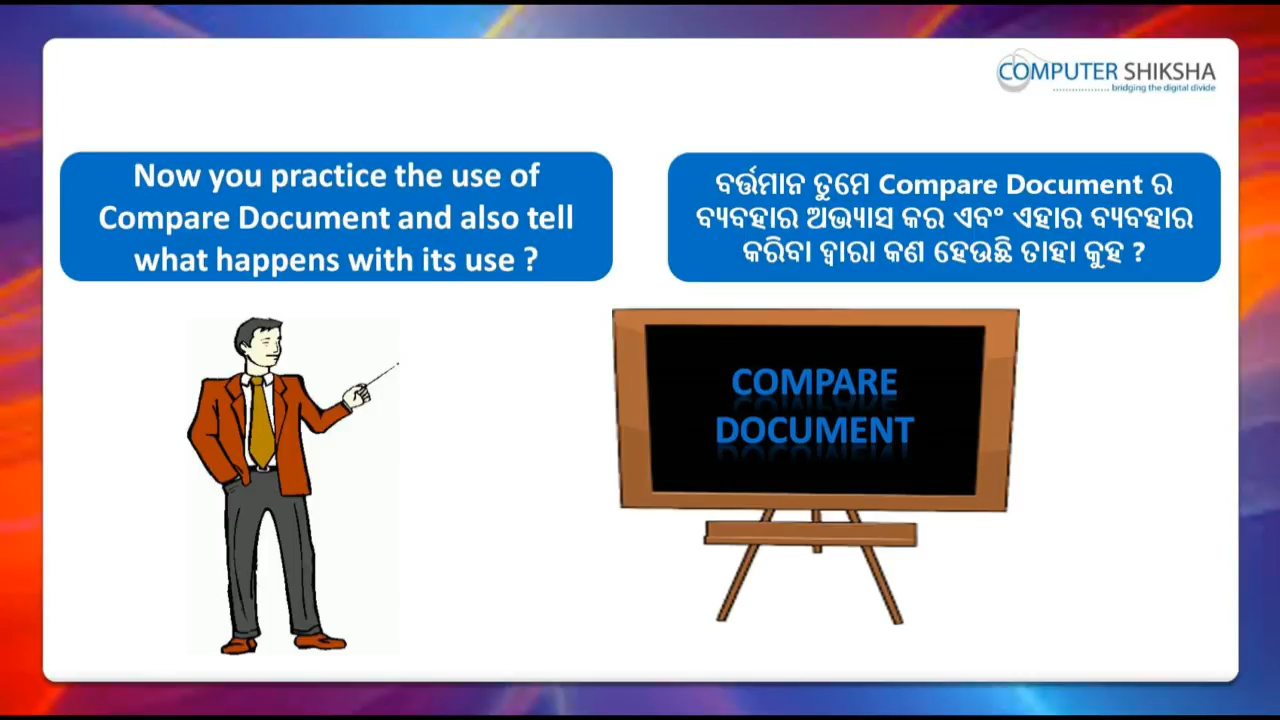 COMPUTER SHIKSHA
bridging the digital divide
Now you practice the use of
Compare Document and also tell
what happens with its use ?
ବର୍ତ୍ତମାନ ତୁମେ Compare Document ର
ବ୍ୟବହାର ଅଭ୍ୟାସ କର ଏବଂ ଏହାର ବ୍ୟବହାର
କରିବା ଦ୍ୱାରା କଣ ହେଉଛି ତାହା କୁହ ?
COMPARE
DOCUMENT